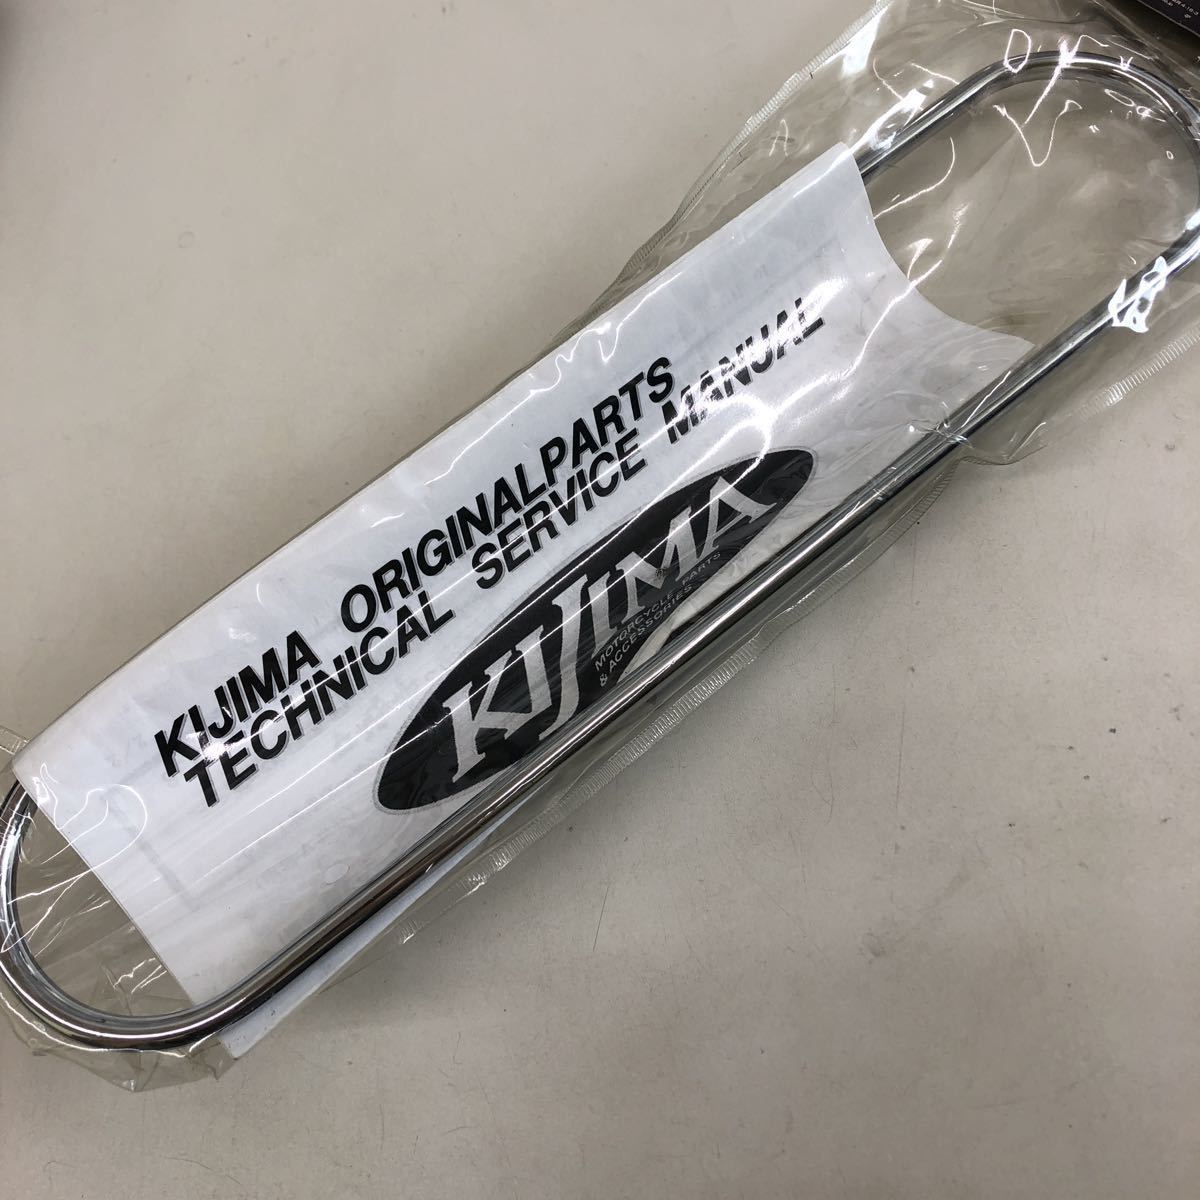 KIJIMA ORIGINALPARTS
TECHNICAL SERVICE MANUAL
KIJIMA
MOTORCYCLE PARTS
& ACCESSORIES